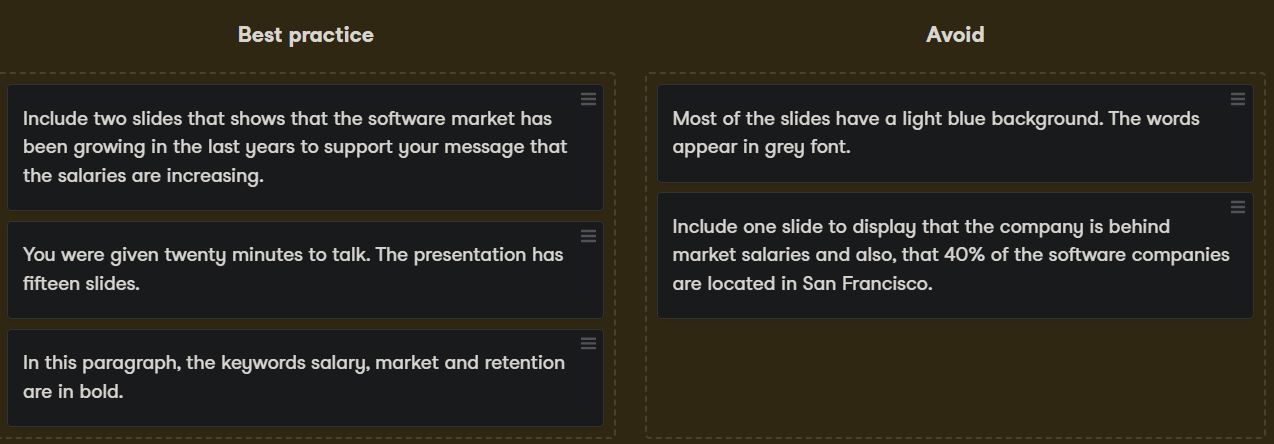 Best practice
Include two slides that shows that the software market has
been growing in the last years to support your message that
the salaries are increasing.
You were given twenty minutes to talk. The presentation has
fifteen slides.
In this paragraph, the keywords salary, market and retention
are in bold.
Avoid
Most of the slides have a light blue background. The words
appear in grey font.
Include one slide to display that the company is behind
market salaries and also, that 40% of the software companies
are located in San Francisco.